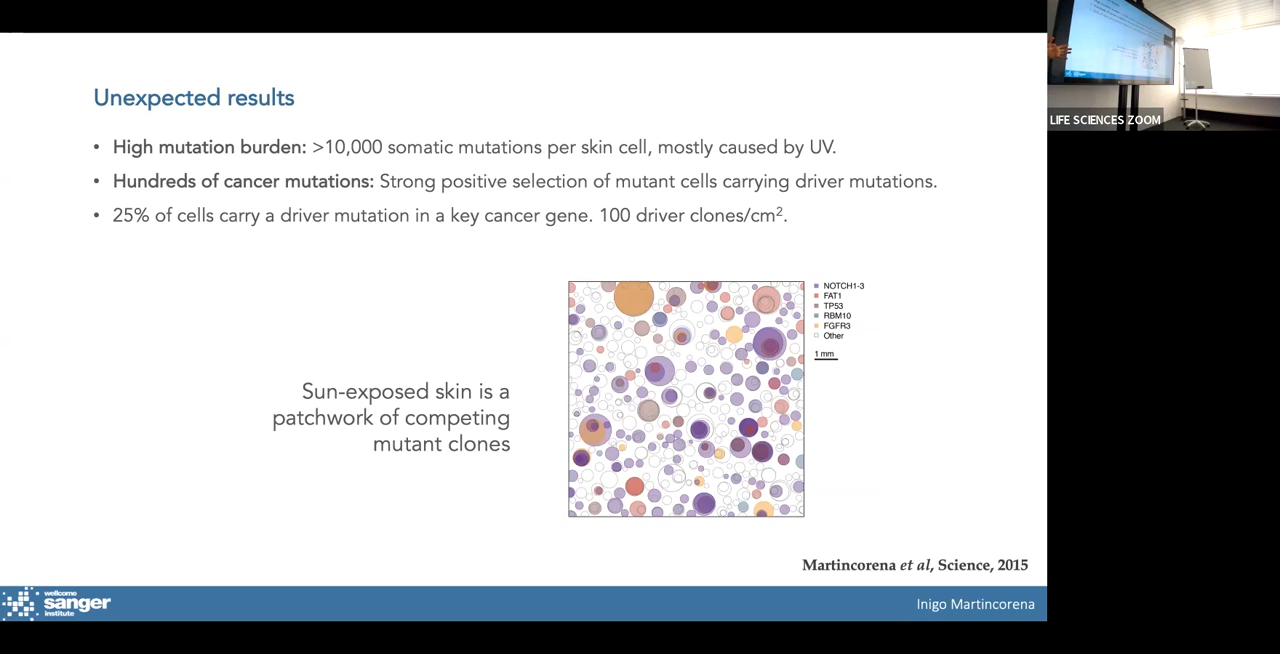 Unexpected results
• High mutation burden: >10,000 somatic mutations per skin cell, mostly caused by UV.
• Hundreds of cancer mutations: Strong positive selection of mutant cells carrying driver mutations.
• 25% of cells carry a driver mutation in a key cancer gene. 100 driver clones/cm².
NOTCH1-3
FAT1
TP53
RBM10
FGFR3
Other
1 mm
Sun-exposed skin is a
patchwork of competing
mutant clones
Martincorena et al, Science, 2015
wellcome
sanger
institute
Inigo Martincorena
LIFE SCIENCES ZOOM